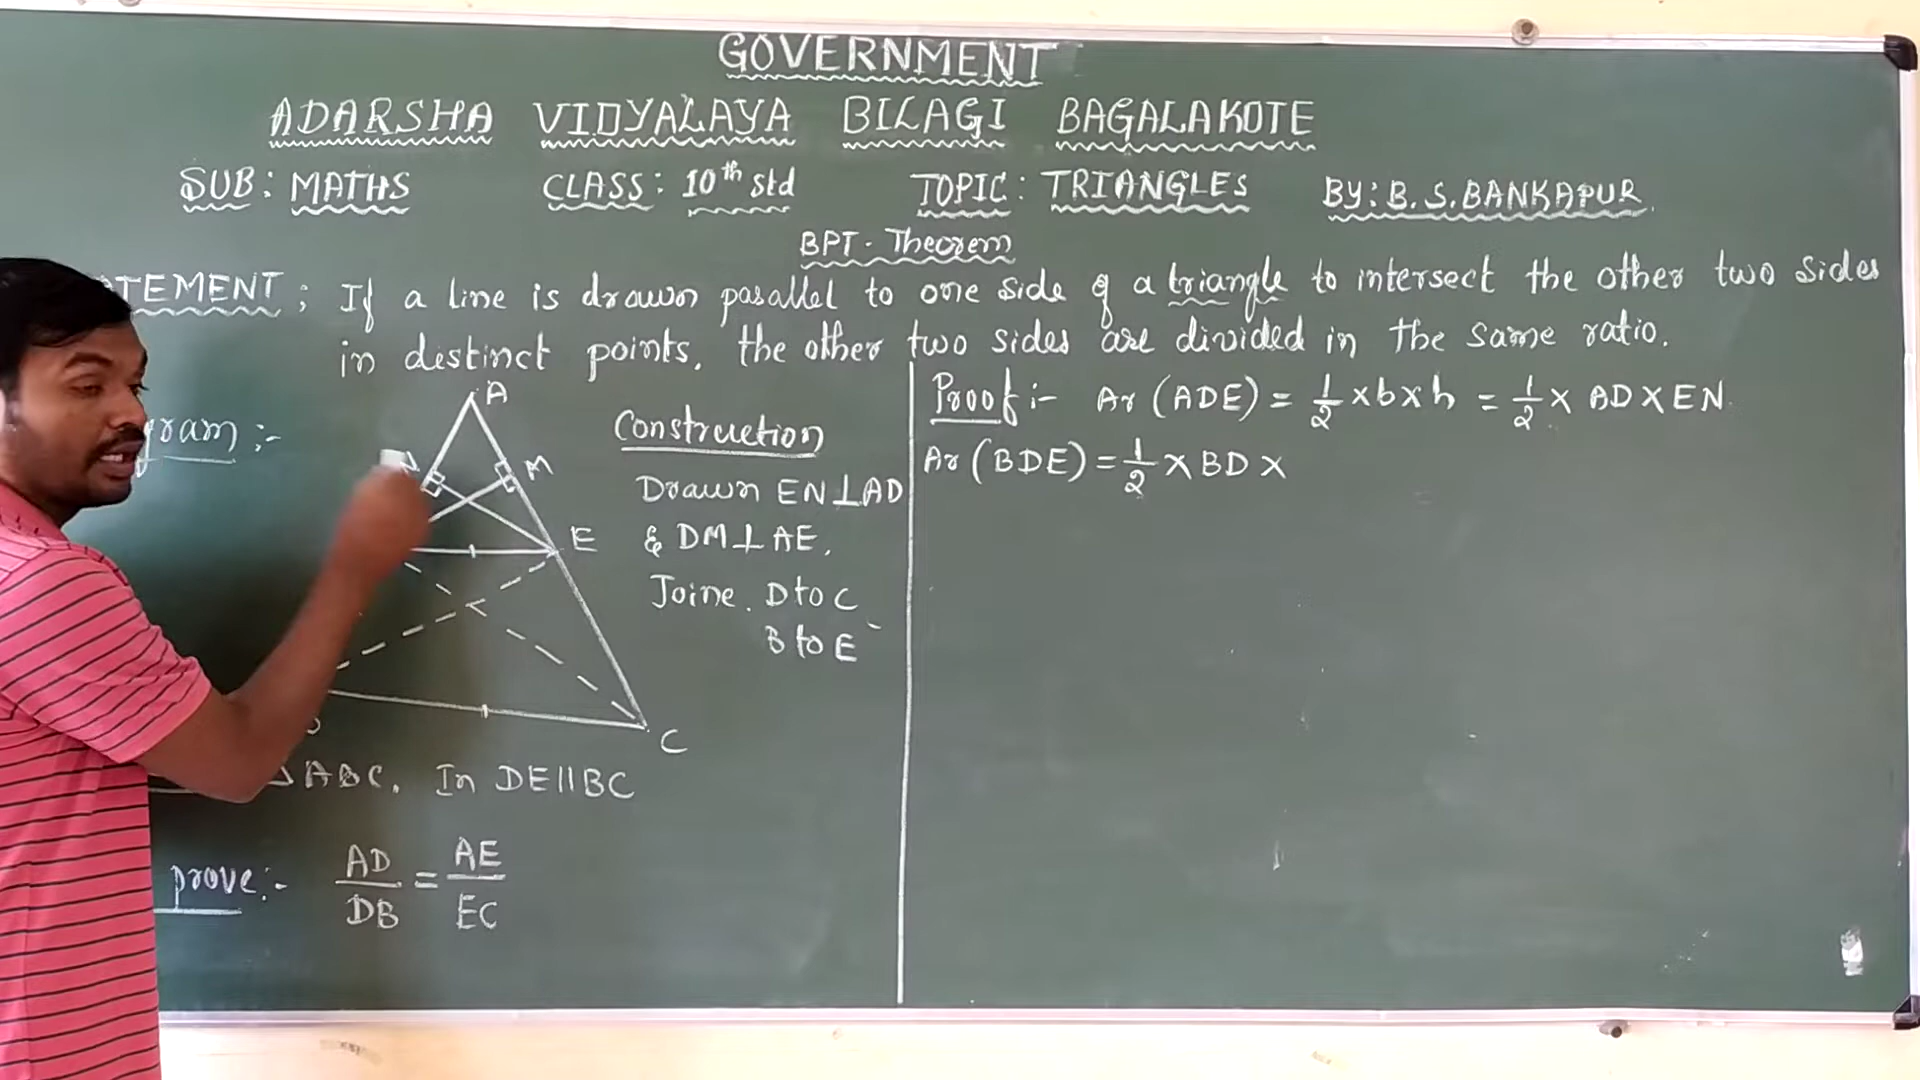 GOVERNMENT
ADARSHA VIDYALAYA BILAGI BAGALAKOTE
SUB: MATHS CLASS: 10th std TOPIC: TRIANGLES BY: B. S. BANKAPUR.
BPT - Theorem
TEMENT; If a line is drawn parallel to one side of a triangle to intersect the other two sides
in distinct points, the other two sides are divided in the same ratio.
gram :-
A
N
M
E
C
ABC. In DE||BC
prove:- AD/DB = AE/EC
Construction
Drawn EN⊥AD
& DM⊥AE,
Joine. D to C
B to E
Proof :- Ar (ADE) = 1/2 × b × h = 1/2 × AD × EN
Ar (BDE) = 1/2 × BD ×